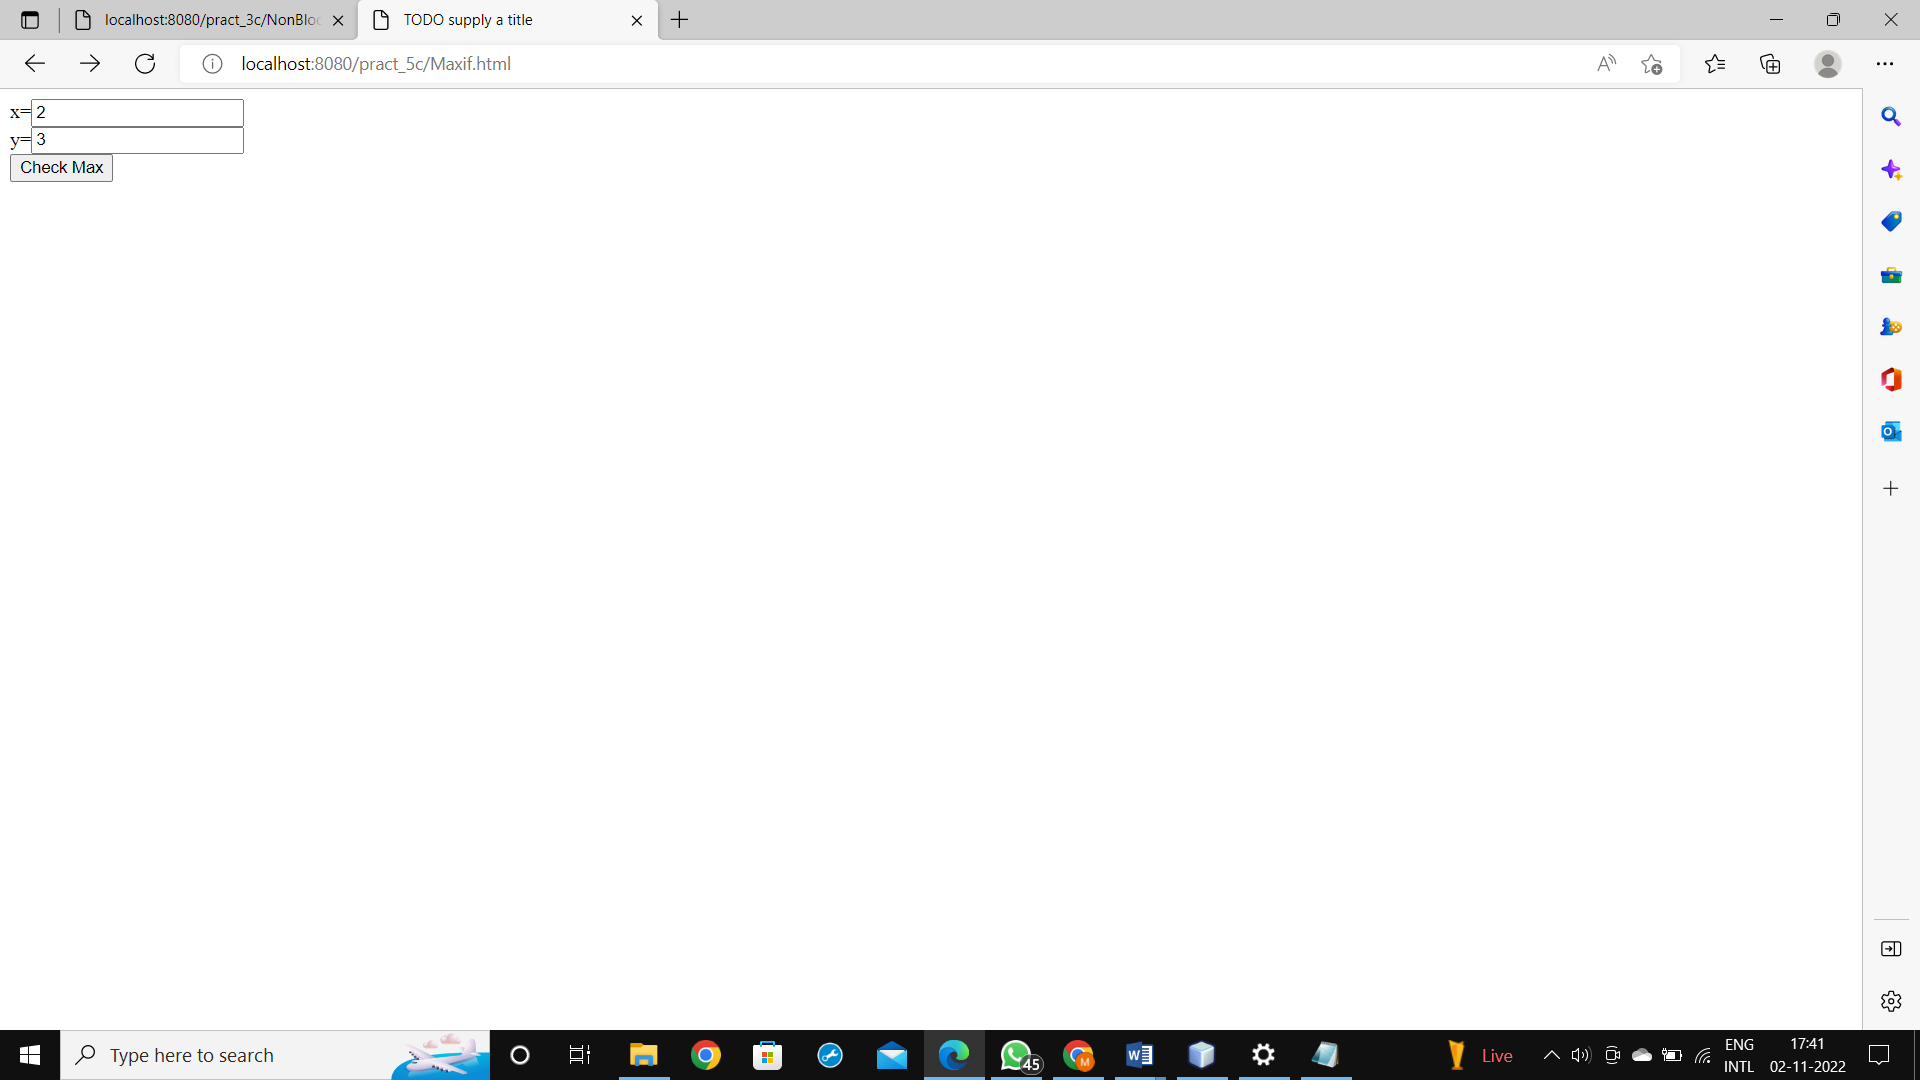 localhost:8080/pract_3c/NonBloc
TODO supply a title
localhost:8080/pract_5c/Maxif.html
x=2
y=3
Check Max
Type here to search
45
M
Live
ENG
INTL
17:41
02-11-2022